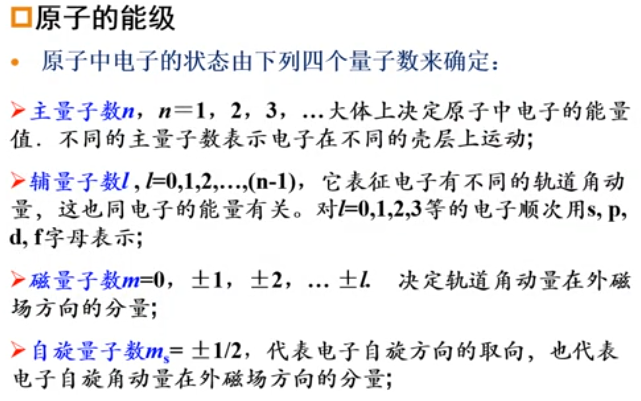 原子的能级
• 原子中电子的状态由下列四个量子数来确定：
➢主量子数n，n＝1，2，3，…大体上决定原子中电子的能量
值．不同的主量子数表示电子在不同的壳层上运动;
➢辅量子数l , l=0,1,2,…,(n-1)，它表征电子有不同的轨道角动
量，这也同电子的能量有关。对l=0,1,2,3等的电子顺次用s, p,
d, f字母表示;
➢磁量子数m=0，±1，±2，… ±l. 决定轨道角动量在外磁
场方向的分量;
➢自旋量子数ms= ±1/2，代表电子自旋方向的取向，也代表
电子自旋角动量在外磁场方向的分量;